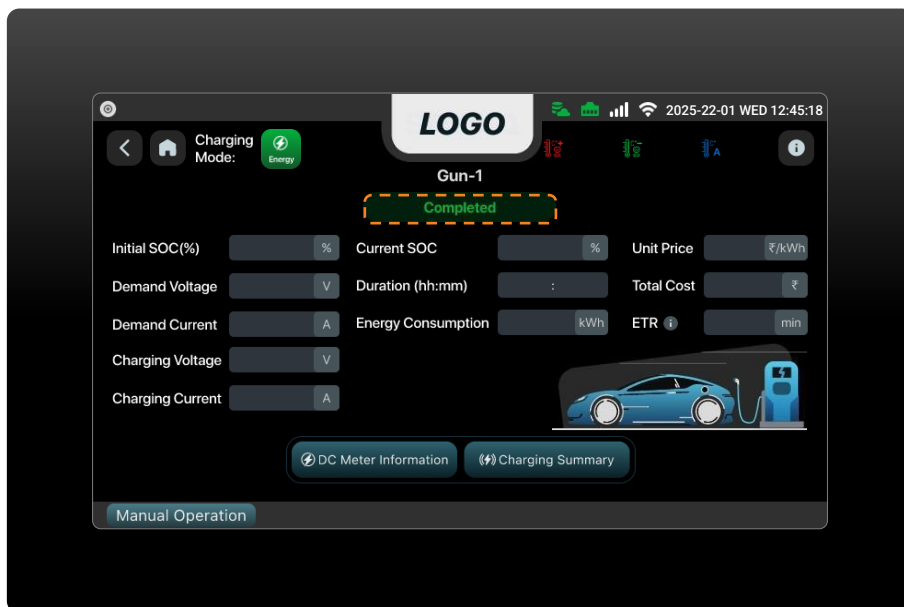 LOGO
2025-22-01 WED 12:45:18
Charging
Mode:
Energy
Gun-1
Completed
Initial SOC(%) %
Current SOC %
Unit Price ₹/kWh
Demand Voltage V
Duration (hh:mm) :
Total Cost ₹
Demand Current A
Energy Consumption kWh
ETR i min
Charging Voltage V
Charging Current A
DC Meter Information
Charging Summary
Manual Operation